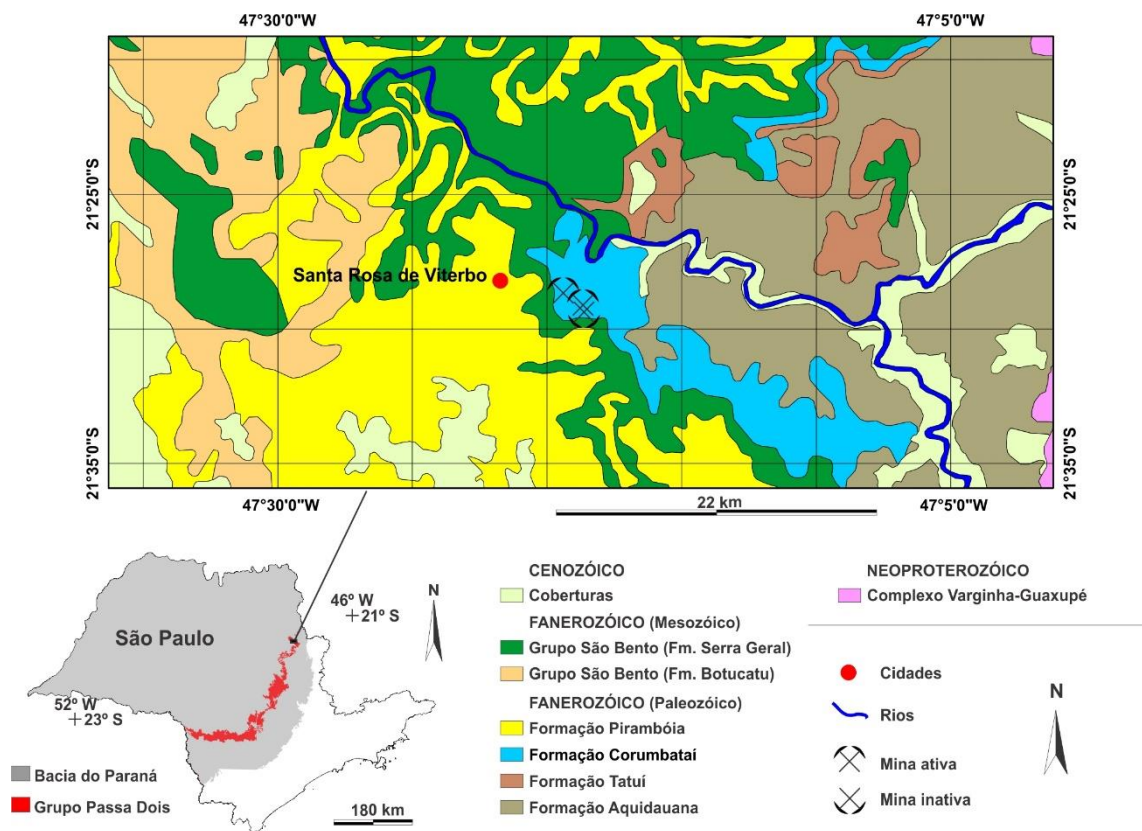 47°30'0"W
47°5'0"W
21°25'0"S
21°25'0"S
Santa Rosa de Viterbo
21°35'0"S
21°35'0"S
47°30'0"W
47°5'0"W
22 km
46° W
21° S
N
São Paulo
52° W
23° S
Bacia do Paraná
Grupo Passa Dois
180 km
CENOZÓICO
Coberturas
FANEROZÓICO (Mesozóico)
Grupo São Bento (Fm. Serra Geral)
Grupo São Bento (Fm. Botucatu)
FANEROZÓICO (Paleozóico)
Formação Pirambóia
Formação Corumbataí
Formação Tatuí
Formação Aquidauana
NEOPROTEROZÓICO
Complexo Varginha-Guaxupé
Cidades
Rios
Mina ativa
Mina inativa
N